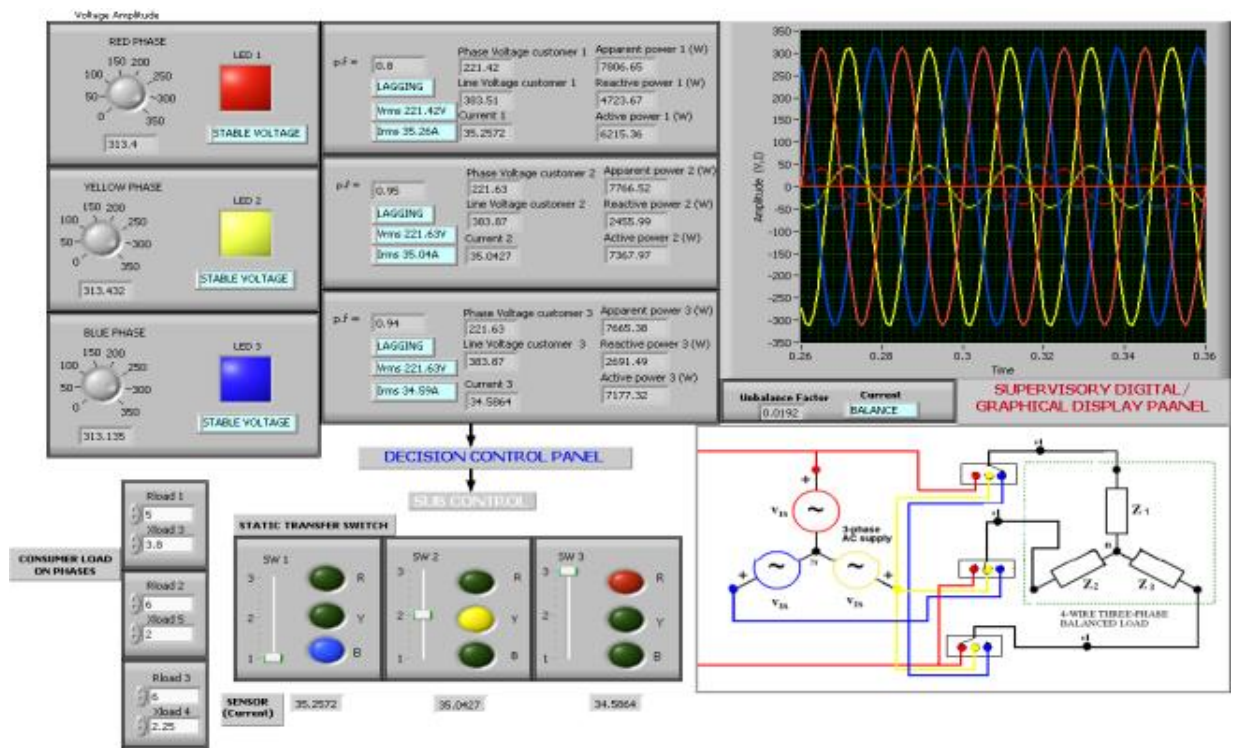 Voltage Amplitude
RED PHASE
0
50
100
150
200
250
300
350
313.4
LED 1
STABLE VOLTAGE
YELLOW PHASE
0
50
100
150
200
250
300
350
313.432
LED 2
STABLE VOLTAGE
BLUE PHASE
0
50
100
150
200
250
300
350
313.135
LED 3
STABLE VOLTAGE
p.f =
0.8
LAGGING
Vrms 221.42V
Irms 35.26A
Phase Voltage customer 1
221.42
Line Voltage customer 1
383.51
Current 1
35.2572
Apparent power 1 (W)
7806.65
Reactive power 1 (W)
4723.67
Active power 1 (W)
6215.36
p.f =
0.95
LAGGING
Vrms 221.63V
Irms 35.04A
Phase Voltage customer 2
221.63
Line Voltage customer 2
383.87
Current 2
35.0427
Apparent power 2 (W)
7766.52
Reactive power 2 (W)
2455.99
Active power 2 (W)
7367.97
p.f =
0.94
LAGGING
Vrms 221.63V
Irms 34.59A
Phase Voltage customer 3
221.63
Line Voltage customer 3
383.87
Current 3
34.5864
Apparent power 3 (W)
7665.38
Reactive power 3 (W)
2691.49
Active power 3 (W)
7177.32
Amplitude (V,I)
350
300
250
200
150
100
50
0
-50
-100
-150
-200
-250
-300
-350
0.26
0.28
0.3
0.32
0.34
0.36
Time
Unbalance Factor
0.0192
Current
BALANCE
SUPERVISORY DIGITAL/
GRAPHICAL DISPLAY PAANEL
DECISION CONTROL PANEL
SUB CONTROL
CONSUMER LOAD
ON PHASES
Rload 1
5
Xload 3
3.8
Rload 2
6
Xload 5
2
Rload 3
6
Xload 4
2.25
STATIC TRANSFER SWITCH
SW 1
3
2
1
R
Y
B
SW 2
3
2
1
R
Y
B
SW 3
3
2
1
R
Y
B
SENSOR
(Current)
35.2572
35.0427
34.5864
3-phase
AC supply
N
+
+
+
Z 1
Z2
Z 3
n
4-WIRE THREE-PHASE
BALANCED LOAD